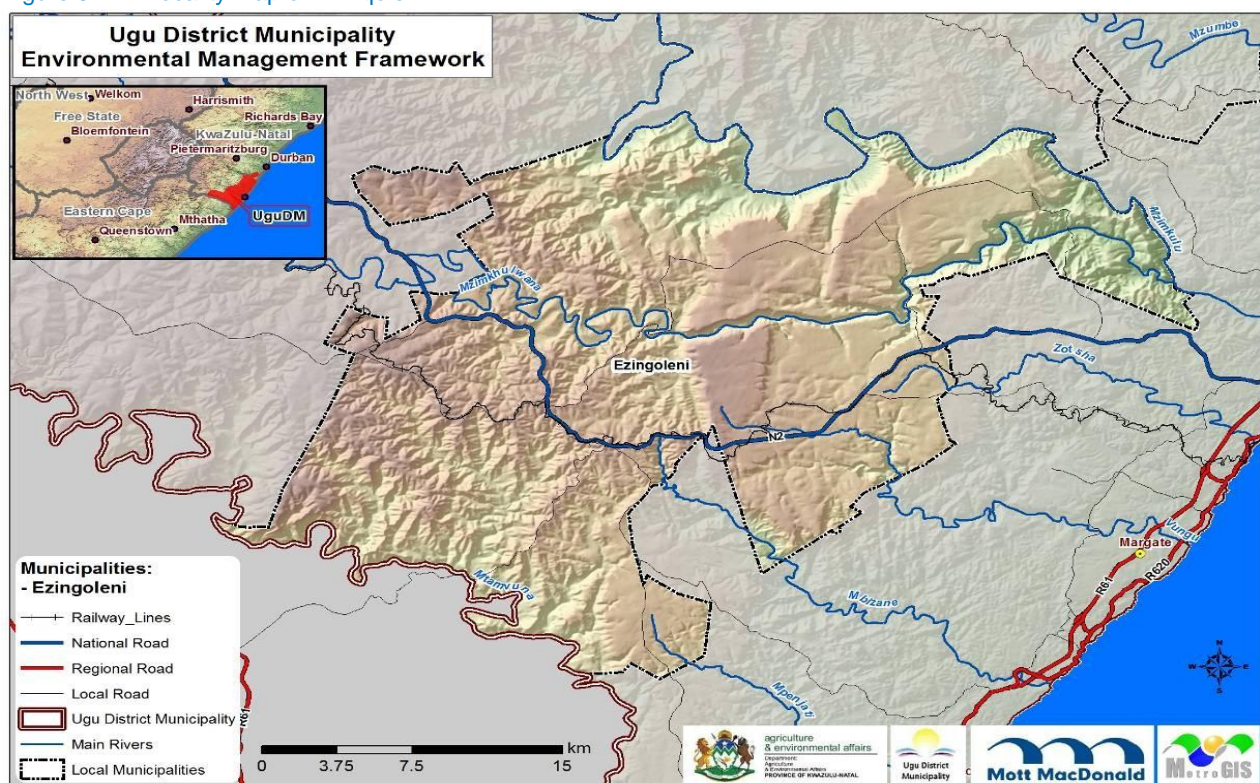 Ugu District Municipality
Environmental Management Framework
North West
Welkom
Harrismith
Free State
Richards Bay
Bloemfontein
KwaZulu-Natal
Pietermaritzburg
Durban
Eastern Cape
Mthatha
UguDM
Queenstown
Mzumbe
Mzimkulu
Mzimkhulwana
Ezingoleni
Zotsha
N2
Vungu
Margate
R61
R620
Mtamvuna
Mbizane
Mpenjati
R61
Municipalities:
- Ezingoleni
Railway_Lines
National Road
Regional Road
Local Road
Ugu District Municipality
Main Rivers
Local Municipalities
km
0 3.75 7.5 15
N
W E
S
agriculture
& environmental affairs
Department:
Agriculture
& Environmental Affairs
PROVINCE OF KWAZULU-NATAL
Ugu District
Municipality
Mott MacDonald
MetroGIS